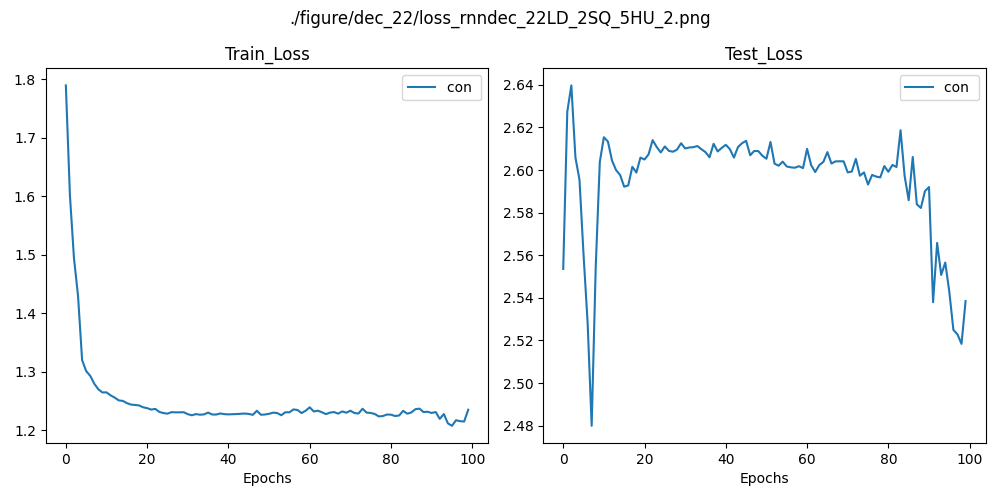 ./figure/dec_22/loss_rnndec_22LD_2SQ_5HU_2.png
Train_Loss
con
1.8
1.7
1.6
1.5
1.4
1.3
1.2
0 20 40 60 80 100
Epochs
Test_Loss
con
2.64
2.62
2.60
2.58
2.56
2.54
2.52
2.50
2.48
0 20 40 60 80 100
Epochs